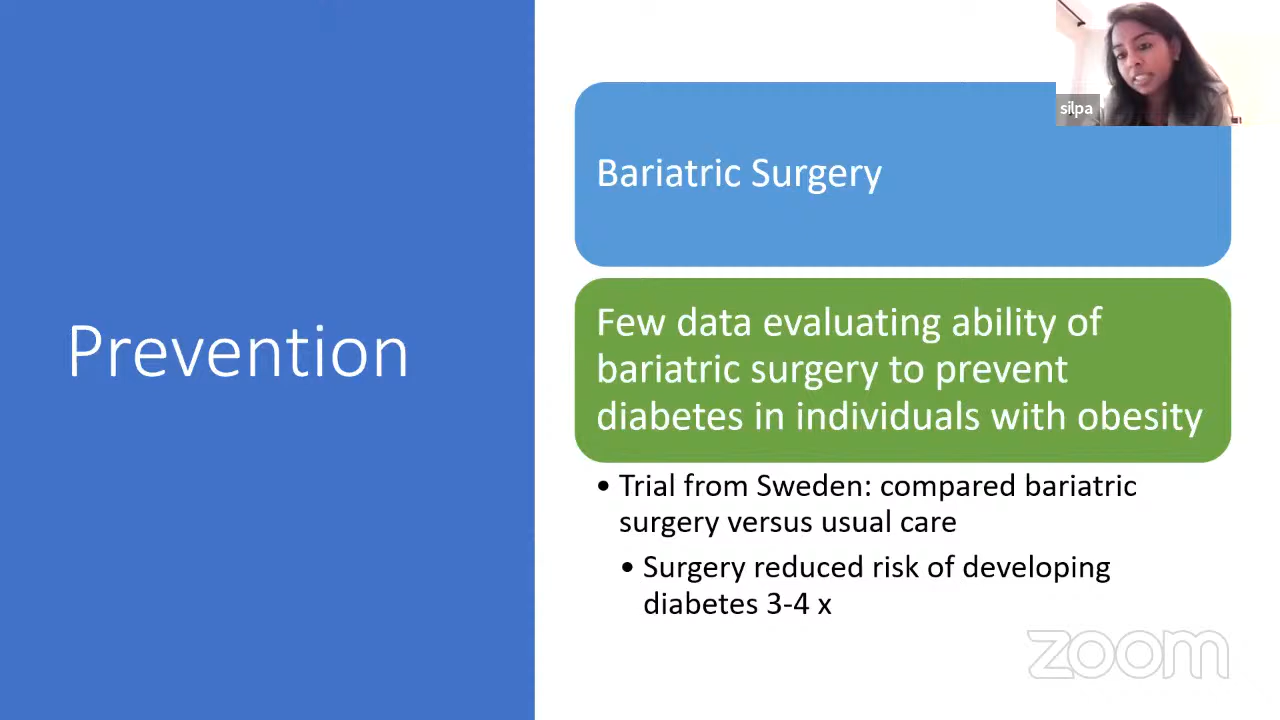 silpa
Bariatric Surgery
Prevention
Few data evaluating ability of
bariatric surgery to prevent
diabetes in individuals with obesity
• Trial from Sweden: compared bariatric
surgery versus usual care
• Surgery reduced risk of developing
diabetes 3-4 x
zoom